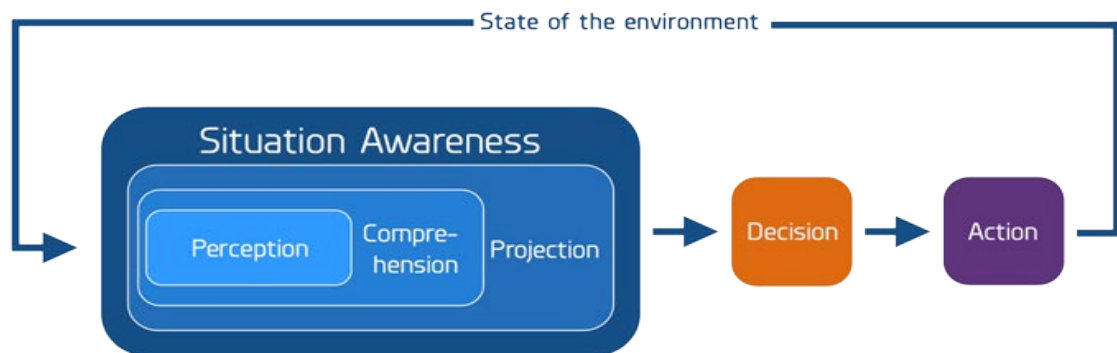 State of the environment
Situation Awareness
Perception
Compre-
hension
Projection
Decision
Action